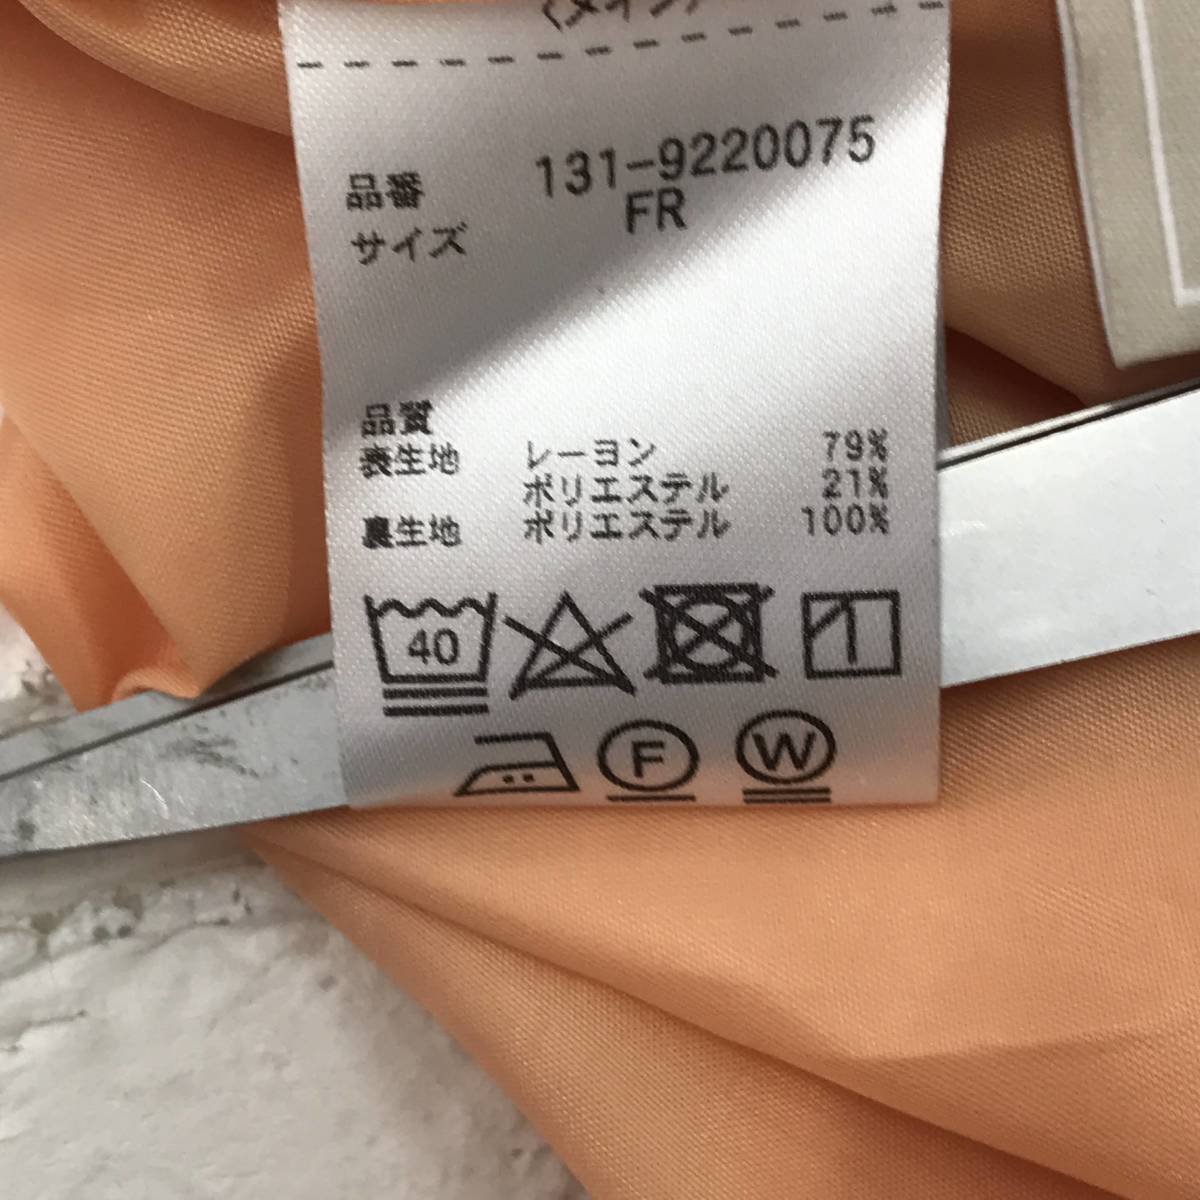 品番 131-9220075
サイズ FR
品質
表生地 レーヨン 79%
ポリエステル 21%
裏生地 ポリエステル 100%
40
F W